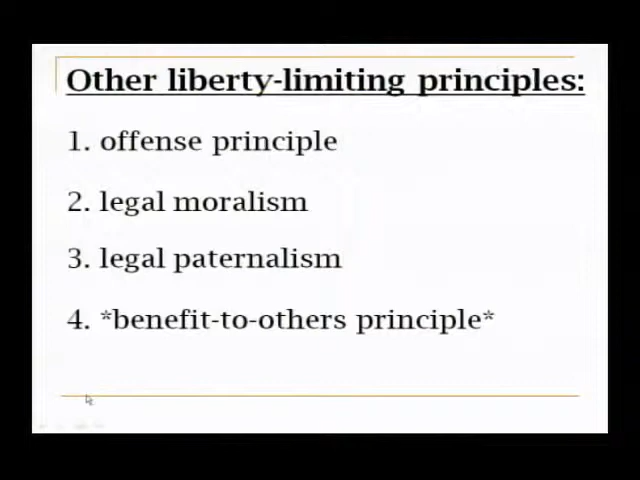 Other liberty-limiting principles:
1. offense principle
2. legal moralism
3. legal paternalism
4. *benefit-to-others principle*